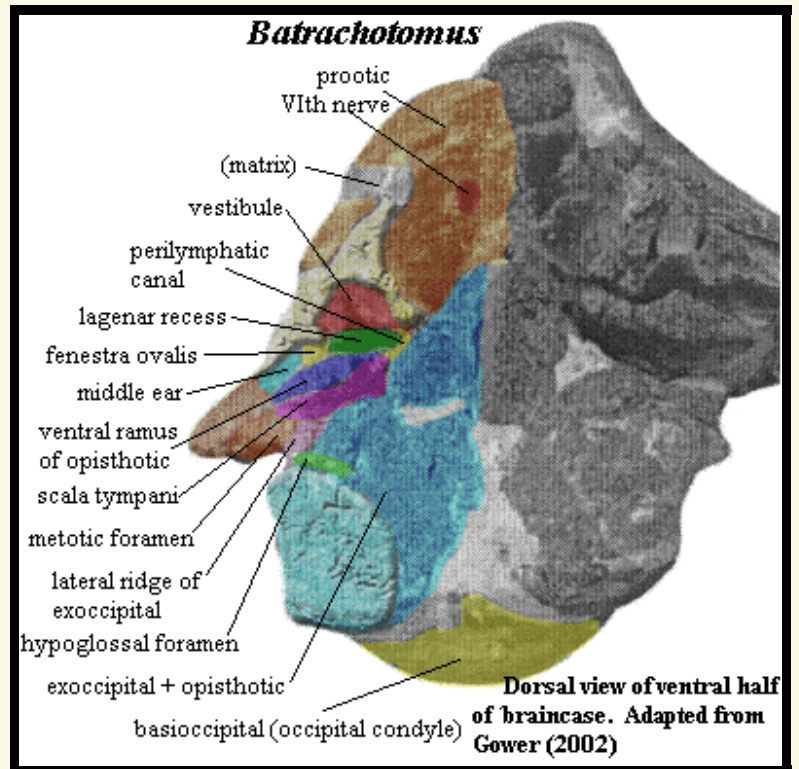 Batrachotomus
prootic
VIth nerve
(matrix)
vestibule
perilymphatic
canal
lagenar recess
fenestra ovalis
middle ear
ventral ramus
of opisthotic
scala tympani
metotic foramen
lateral ridge of
exoccipital
hypoglossal foramen
exoccipital + opisthotic
basioccipital (occipital condyle)
Dorsal view of ventral half
of braincase. Adapted from
Gower (2002)